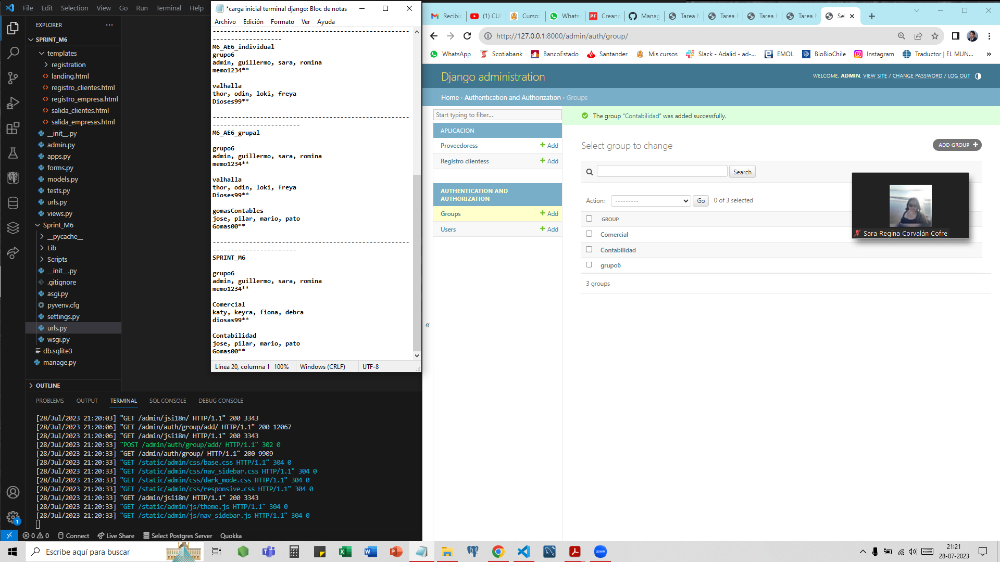 File Edit Selection View Go Run Terminal Help
EXPLORER
SPRINT_M6
templates
registration
landing.html
registro_clientes.html
registro_empresa.html
salida_clientes.html
salida_empresas.html
__init__.py
admin.py
apps.py
forms.py
models.py
tests.py
urls.py
views.py
Sprint_M6
__pycache__
Lib
Scripts
__init__.py
.gitignore
asgi.py
pyvenv.cfg
settings.py
urls.py
wsgi.py
db.sqlite3
manage.py
OUTLINE
*carga inicial terminal django: Bloc de notas
Archivo Edición Formato Ver Ayuda
M6_AE6_individual
grupo6
admin, guillermo, sara, romina
memo1234**
valhalla
thor, odin, loki, freya
Dioses99**
M6_AE6_grupal
grupo6
admin, guillermo, sara, romina
memo1234**
valhalla
thor, odin, loki, freya
Dioses99**
gomasContables
jose, pilar, mario, pato
Gomas00**
SPRINT_M6
grupo6
admin, guillermo, sara, romina
memo1234**
Comercial
katy, keyra, fiona, debra
diosas99**
Contabilidad
jose, pilar, mario, pato
Gomas00**
Línea 20, columna 1 100% Windows (CRLF) UTF-8
PROBLEMS OUTPUT TERMINAL SQL CONSOLE DEBUG CONSOLE
[28/Jul/2023 21:20:03] "GET /admin/jsi18n/ HTTP/1.1" 200 3343
[28/Jul/2023 21:20:06] "GET /admin/auth/group/add/ HTTP/1.1" 200 12067
[28/Jul/2023 21:20:06] "GET /admin/jsi18n/ HTTP/1.1" 200 3343
[28/Jul/2023 21:20:33] "POST /admin/auth/group/add/ HTTP/1.1" 302 0
[28/Jul/2023 21:20:33] "GET /admin/auth/group/ HTTP/1.1" 200 9909
[28/Jul/2023 21:20:33] "GET /static/admin/css/base.css HTTP/1.1" 304 0
[28/Jul/2023 21:20:33] "GET /static/admin/css/nav_sidebar.css HTTP/1.1" 304 0
[28/Jul/2023 21:20:33] "GET /static/admin/css/dark_mode.css HTTP/1.1" 304 0
[28/Jul/2023 21:20:33] "GET /static/admin/css/responsive.css HTTP/1.1" 304 0
[28/Jul/2023 21:20:33] "GET /admin/jsi18n/ HTTP/1.1" 200 3343
[28/Jul/2023 21:20:33] "GET /static/admin/js/theme.js HTTP/1.1" 304 0
[28/Jul/2023 21:20:33] "GET /static/admin/js/nav_sidebar.js HTTP/1.1" 304 0
0 0 Connect Live Share Select Postgres Server Quokka
Recibi (1) CU Curso: Whats PF Creand Manag Tarea Tarea Tarea Tarea Sel
http://127.0.0.1:8000/admin/auth/group/
WhatsApp Scotiabank BancoEstado Santander Mis cursos Slack - Adalid - ad-... EMOL BioBioChile Instagram Traductor | EL MUN... »
Django administration
WELCOME, ADMIN. VIEW SITE / CHANGE PASSWORD / LOG OUT
Home › Authentication and Authorization › Groups
Start typing to filter...
APLICACION
Proveedoress + Add
Registro clientess + Add
AUTHENTICATION AND
AUTHORIZATION
Groups + Add
Users + Add
«
The group “Contabilidad” was added successfully.
Select group to change
ADD GROUP +
Search
Action: --------- Go 0 of 3 selected
GROUP
Comercial
Contabilidad
grupo6
3 groups
Sara Regina Corvalán Cofre
Escribe aquí para buscar
zoom
21:21
28-07-2023